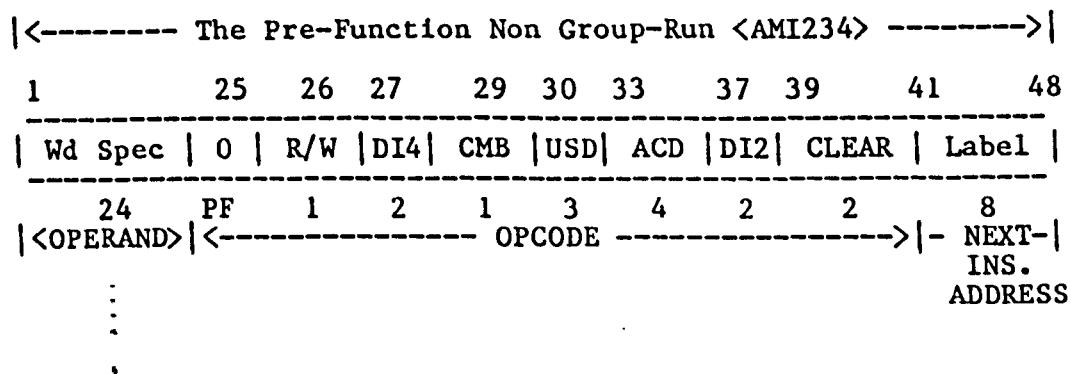 |<-------- The Pre-Function Non Group-Run <AMI234> -------->|
1 25 26 27 29 30 33 37 39 41 48
| Wd Spec | 0 | R/W |DI4| CMB |USD| ACD |DI2| CLEAR | Label |
24 PF 1 2 1 3 4 2 2 8
|<OPERAND>|<--------------- OPCODE -------------->|- NEXT-|
INS.
ADDRESS